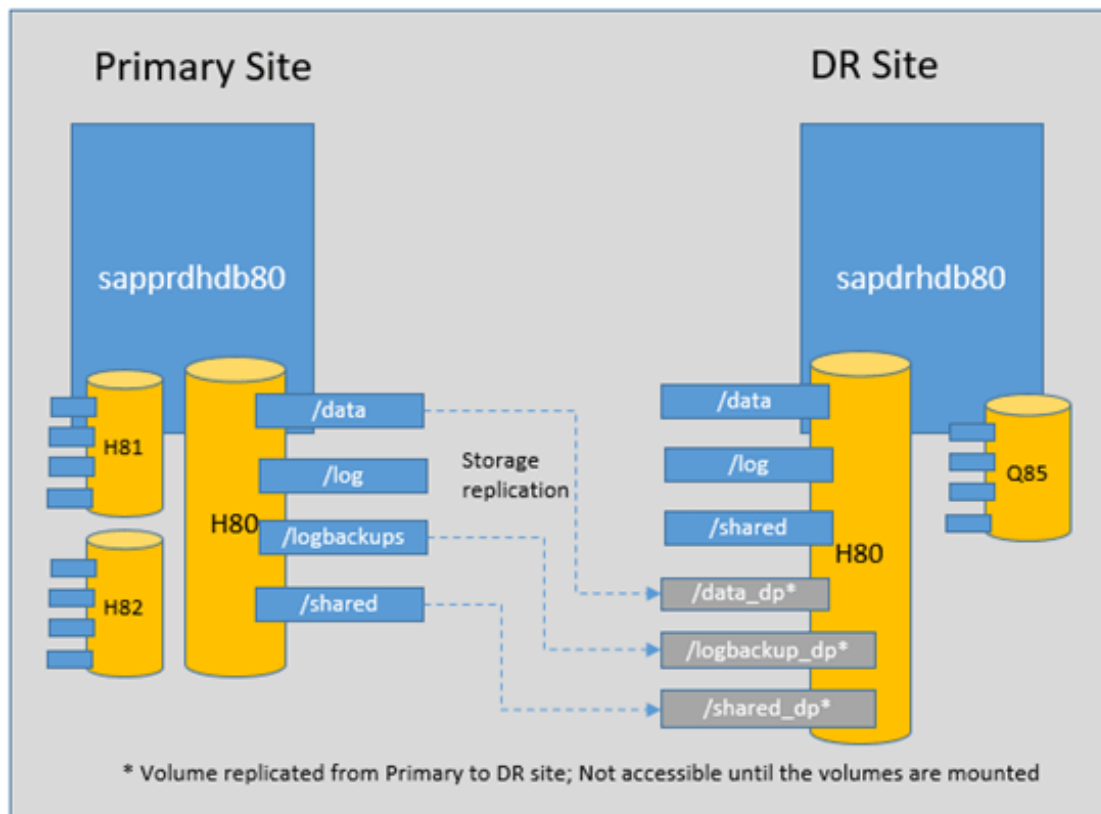 Primary Site
DR Site
sapprdhdb80
sapdrhdb80
H81
H82
H80
/data
/log
/logbackups
/shared
Storage
replication
/data
/log
/shared
/data_dp*
/logbackup_dp*
/shared_dp*
H80
Q85
* Volume replicated from Primary to DR site; Not accessible until the volumes are mounted